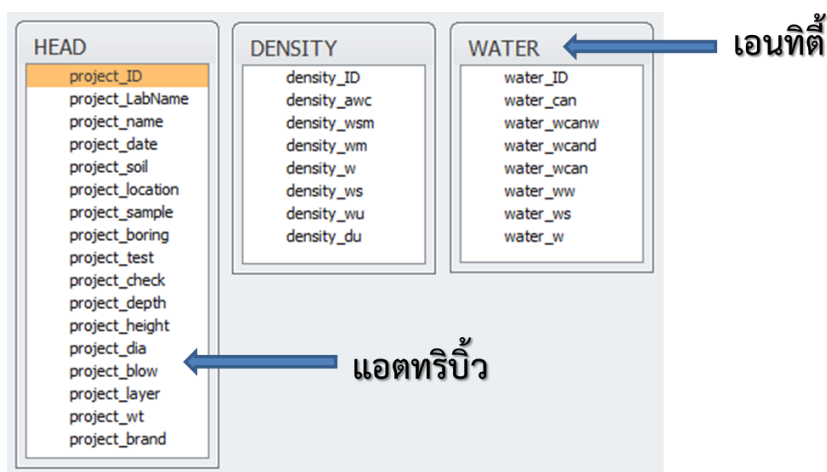 HEAD
project_ID
project_LabName
project_name
project_date
project_soil
project_location
project_sample
project_boring
project_test
project_check
project_depth
project_height
project_dia
project_blow
project_layer
project_wt
project_brand
DENSITY
density_ID
density_awc
density_wsm
density_wm
density_w
density_ws
density_wu
density_du
WATER
water_ID
water_can
water_wcanw
water_wcand
water_wcan
water_ww
water_ws
water_w
เอนทิตี้
แอตทริบิ้ว